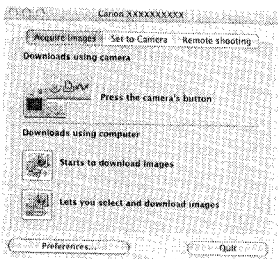 Canon XXXXXXXXXX
Acquire Images Set to Camera Remote shooting
Downloads using camera
Press the camera's button
Downloads using computer
Starts to download images
Lets you select and download images
Preferences... Quit